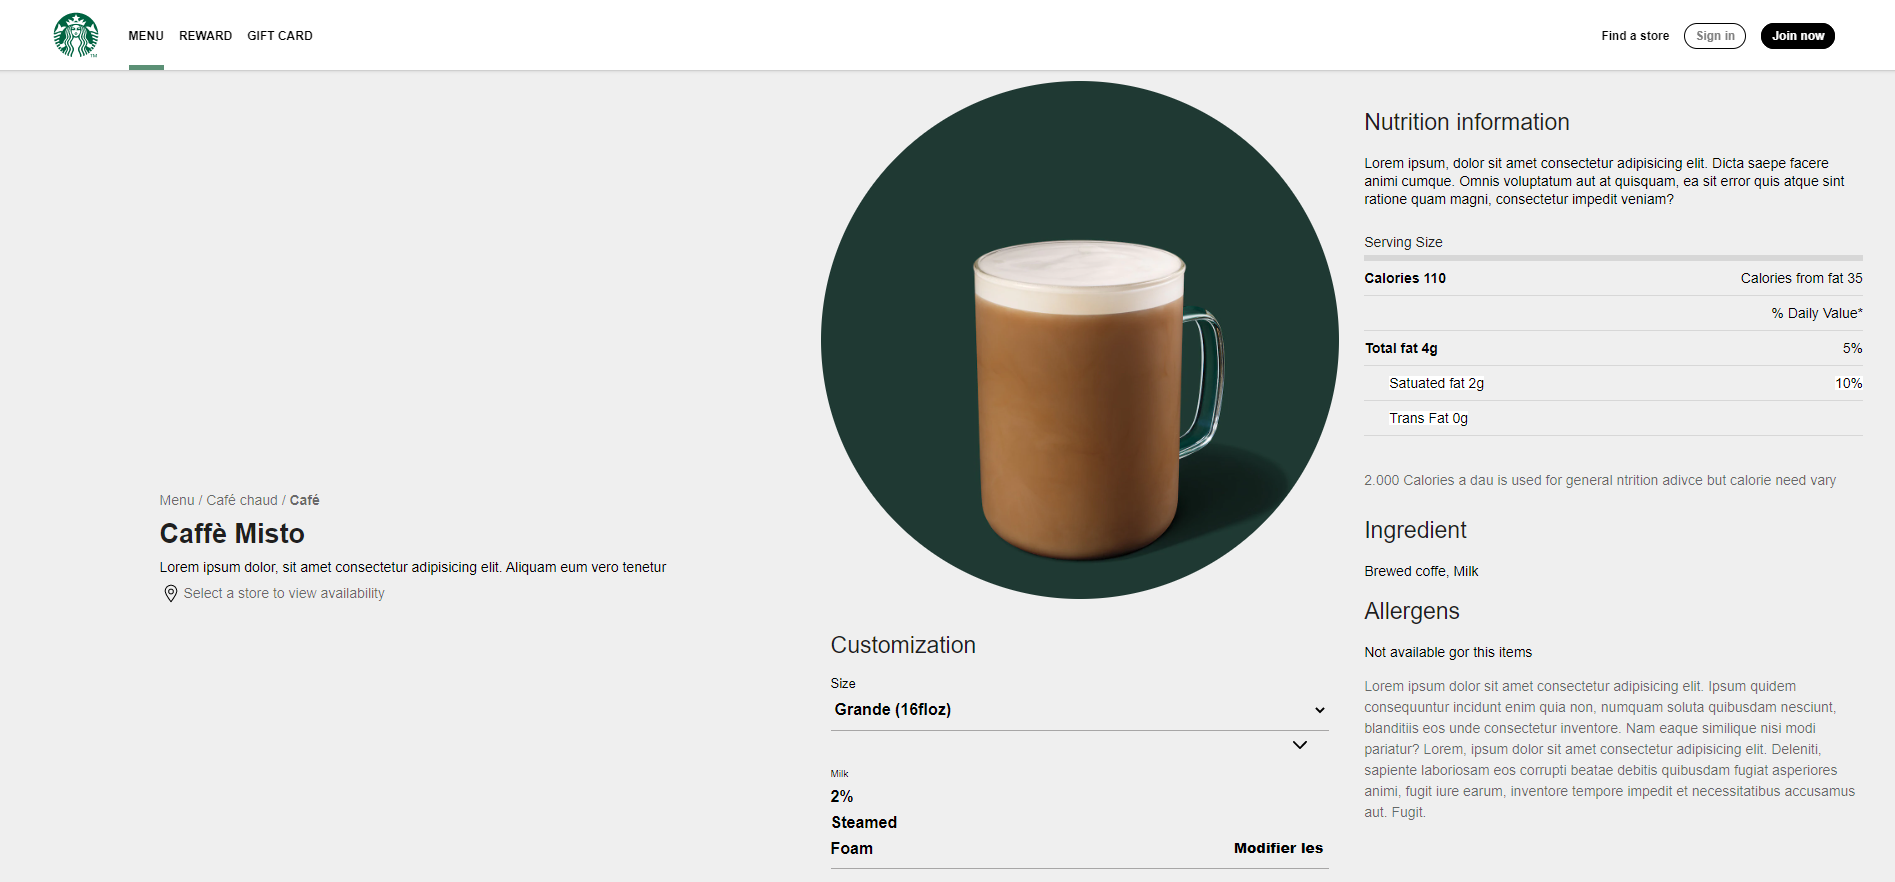 MENU REWARD GIFT CARD
Find a store Sign in Join now
Menu / Café chaud / Café
Caffè Misto
Lorem ipsum dolor, sit amet consectetur adipisicing elit. Aliquam eum vero tenetur
Select a store to view availability
Customization
Size
Grande (16floz)
Milk
2%
Steamed
Foam Modifier les
Nutrition information
Lorem ipsum, dolor sit amet consectetur adipisicing elit. Dicta saepe facere
animi cumque. Omnis voluptatum aut at quisquam, ea sit error quis atque sint
ratione quam magni, consectetur impedit veniam?
Serving Size
Calories 110 Calories from fat 35
% Daily Value*
Total fat 4g 5%
Satuated fat 2g 10%
Trans Fat 0g
2.000 Calories a dau is used for general ntrition adivce but calorie need vary
Ingredient
Brewed coffe, Milk
Allergens
Not available gor this items
Lorem ipsum dolor sit amet consectetur adipisicing elit. Ipsum quidem
consequuntur incidunt enim quia non, numquam soluta quibusdam nesciunt,
blanditiis eos unde consectetur inventore. Nam eaque similique nisi modi
pariatur? Lorem, ipsum dolor sit amet consectetur adipisicing elit. Deleniti,
sapiente laboriosam eos corrupti beatae debitis quibusdam fugiat asperiores
animi, fugit iure earum, inventore tempore impedit et necessitatibus accusamus
aut. Fugit.